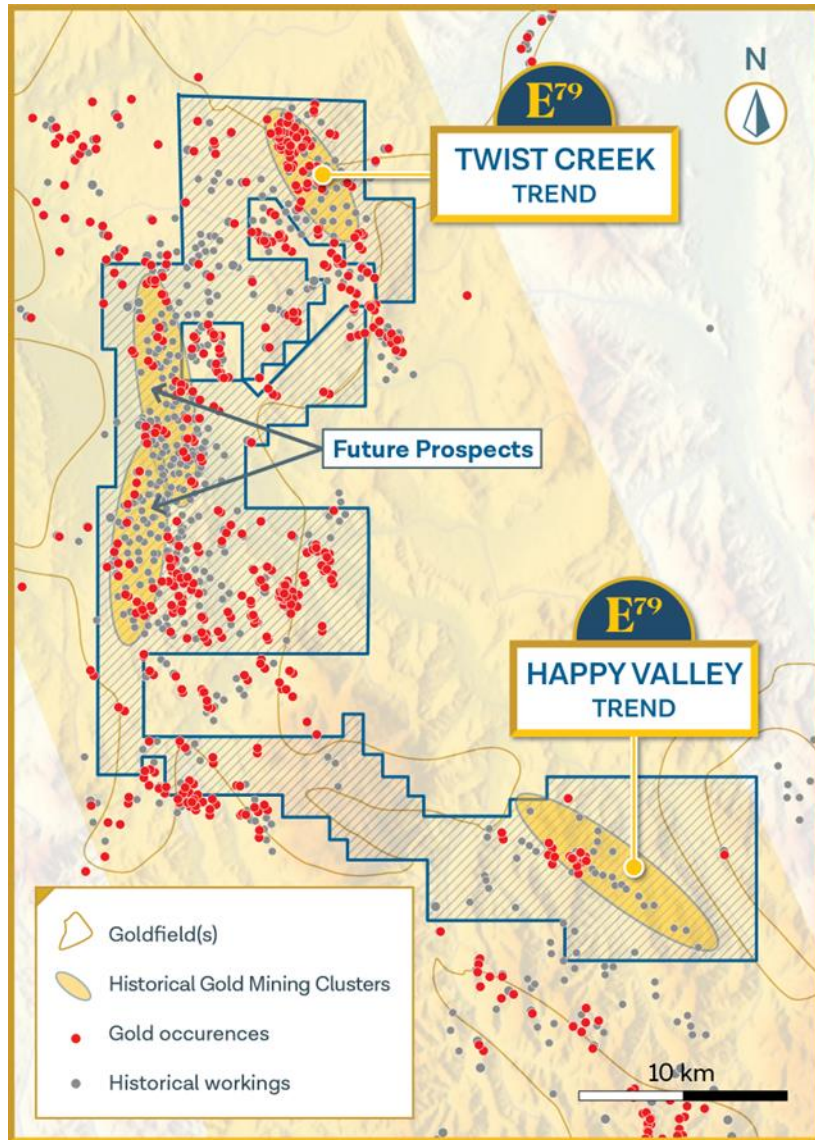 N
E79
TWIST CREEK
TREND
Future Prospects
E79
HAPPY VALLEY
TREND
Goldfield(s)
Historical Gold Mining Clusters
Gold occurences
Historical workings
10 km